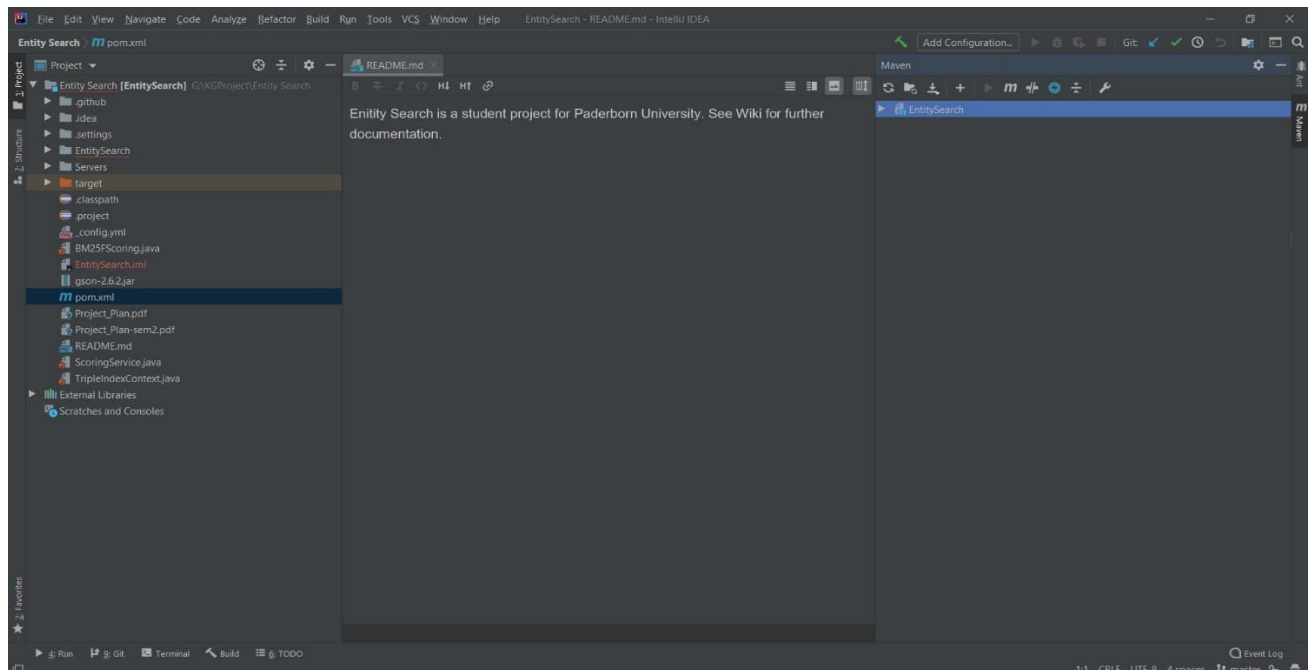 File Edit View Navigate Code Analyze Refactor Build Run Tools VCS Window Help EntitySearch - README.md - IntelliJ IDEA
Entity Search pom.xml
Add Configuration... Git:
Project
README.md
Maven
1: Project
Entity Search [EntitySearch] G:\KGProject\Entity Search
.github
.idea
.settings
EntitySearch
Servers
target
.classpath
.project
_config.yml
BM25FScoring.java
EntitySearch.iml
gson-2.6.2.jar
pom.xml
Project_Plan.pdf
Project_Plan-sem2.pdf
README.md
ScoringService.java
TripleIndexContext.java
External Libraries
Scratches and Consoles
B I <> H↓ H↑
Enitity Search is a student project for Paderborn University. See Wiki for further
documentation.
EntitySearch
Ant
Maven
Z: Structure
2: Favorites
4: Run 9: Git Terminal Build 6: TODO
Event Log
1:1 CRLF UTF-8 4 spaces master